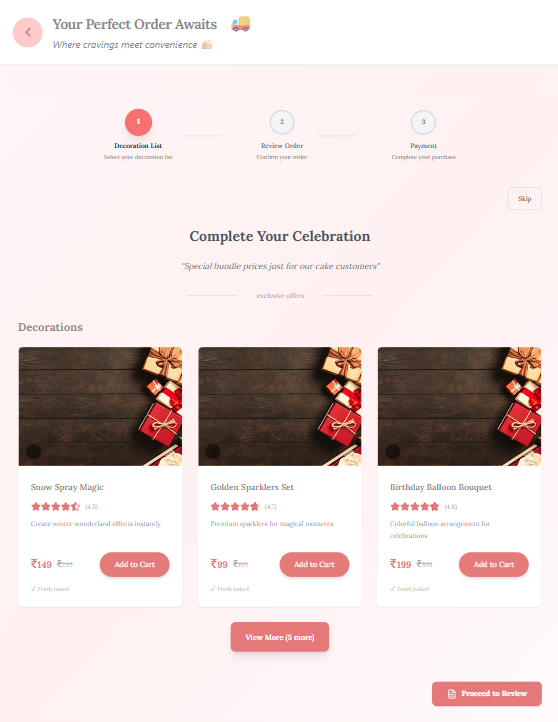 Your Perfect Order Awaits
Where cravings meet convenience
1
2
3
Decoration List
Review Order
Payment
Select your decoration list
Confirm your order
Complete your purchase
Skip
Complete Your Celebration
"Special bundle prices just for our cake customers"
exclusive offers
Decorations
Snow Spray Magic
(4.5)
Create winter wonderland effects instantly
₹149
Add to Cart
✓ Fresh baked
Golden Sparklers Set
(4.7)
Premium sparklers for magical moments
₹99
Add to Cart
✓ Fresh baked
Birthday Balloon Bouquet
(4.8)
Colorful balloon arrangement for
celebrations
₹199
Add to Cart
✓ Fresh baked
View More (5 more)
Proceed to Review